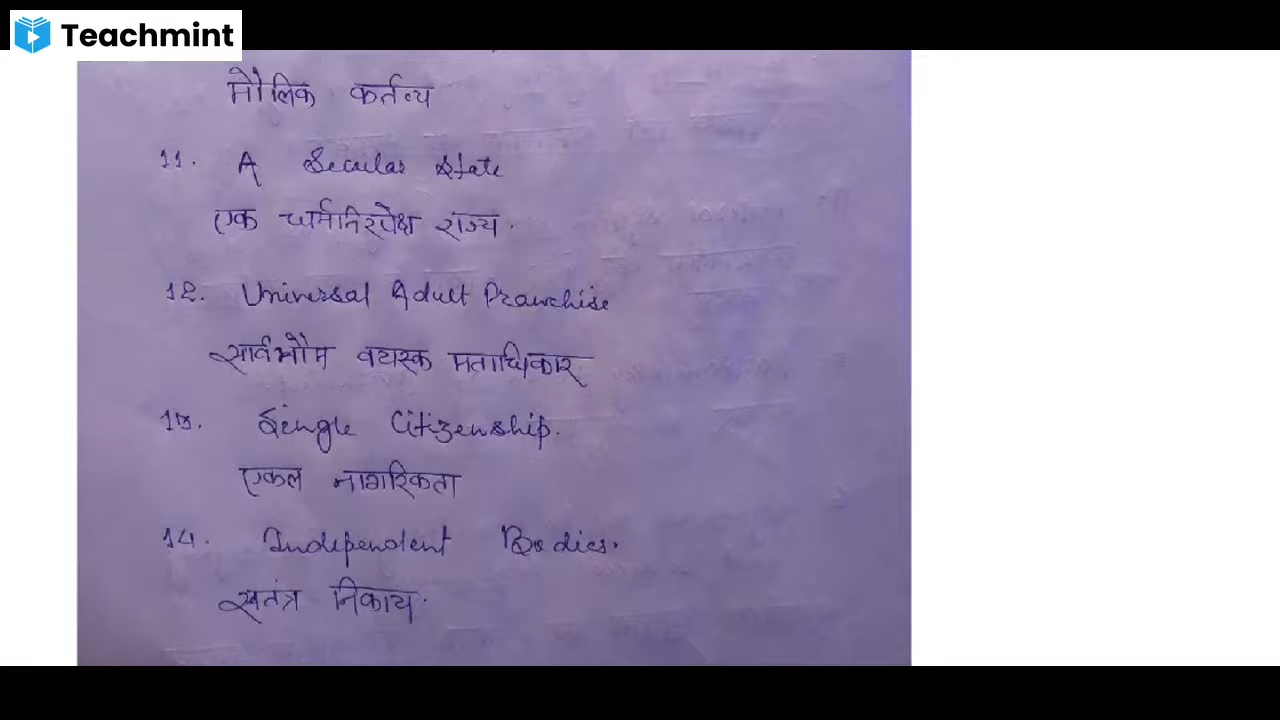 Teachmint
मौलिक कर्तव्य
11. A Secular State
एक धर्मनिरपेक्ष राज्य.
12. Universal Adult Franchise
सार्वभौम वयस्क मताधिकार
13. Single Citizenship.
एकल नागरिकता
14. Independent Bodies.
स्वतंत्र निकाय.